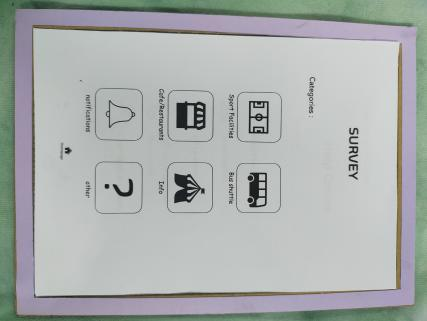 SURVEY
Categories :
Sport Facilities
Bus shuttle
Cafe/Restaurants
Info
notifications
other